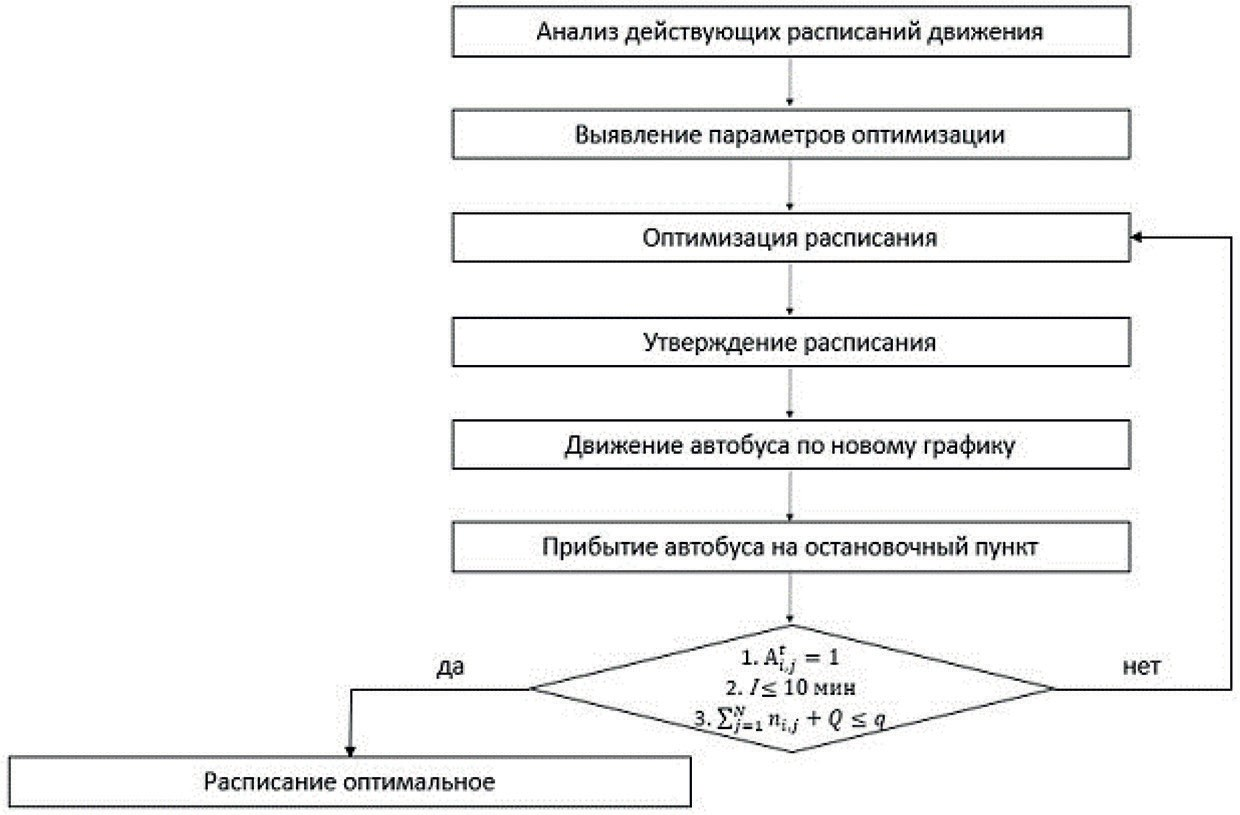 Анализ действующих расписаний движения
Выявление параметров оптимизации
Оптимизация расписания
Утверждение расписания
Движение автобуса по новому графику
Прибытие автобуса на остановочный пункт
да
1. A_{i,j}^{t} = 1
2. I ≤ 10 мин
3. ∑_{j=1}^{N} n_{i,j} + Q ≤ q
нет
Расписание оптимальное